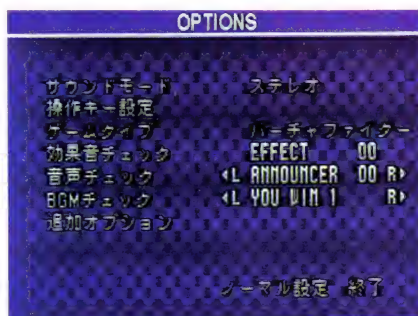 OPTIONS
サウンドモード ステレオ
操作キー設定
ゲームタイプ バーチャファイター
効果音チェック EFFECT 00
音声チェック ◀L ANNOUNCER 00 R▶
BGMチェック ◀L YOU WIN 1 R▶
追加オプション
ノーマル設定 終了